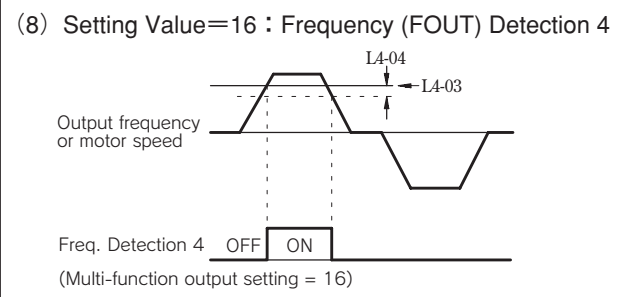 (8) Setting Value＝16：Frequency (FOUT) Detection 4
L4-04
L4-03
Output frequency
or motor speed
Freq. Detection 4 OFF ON
(Multi-function output setting = 16)